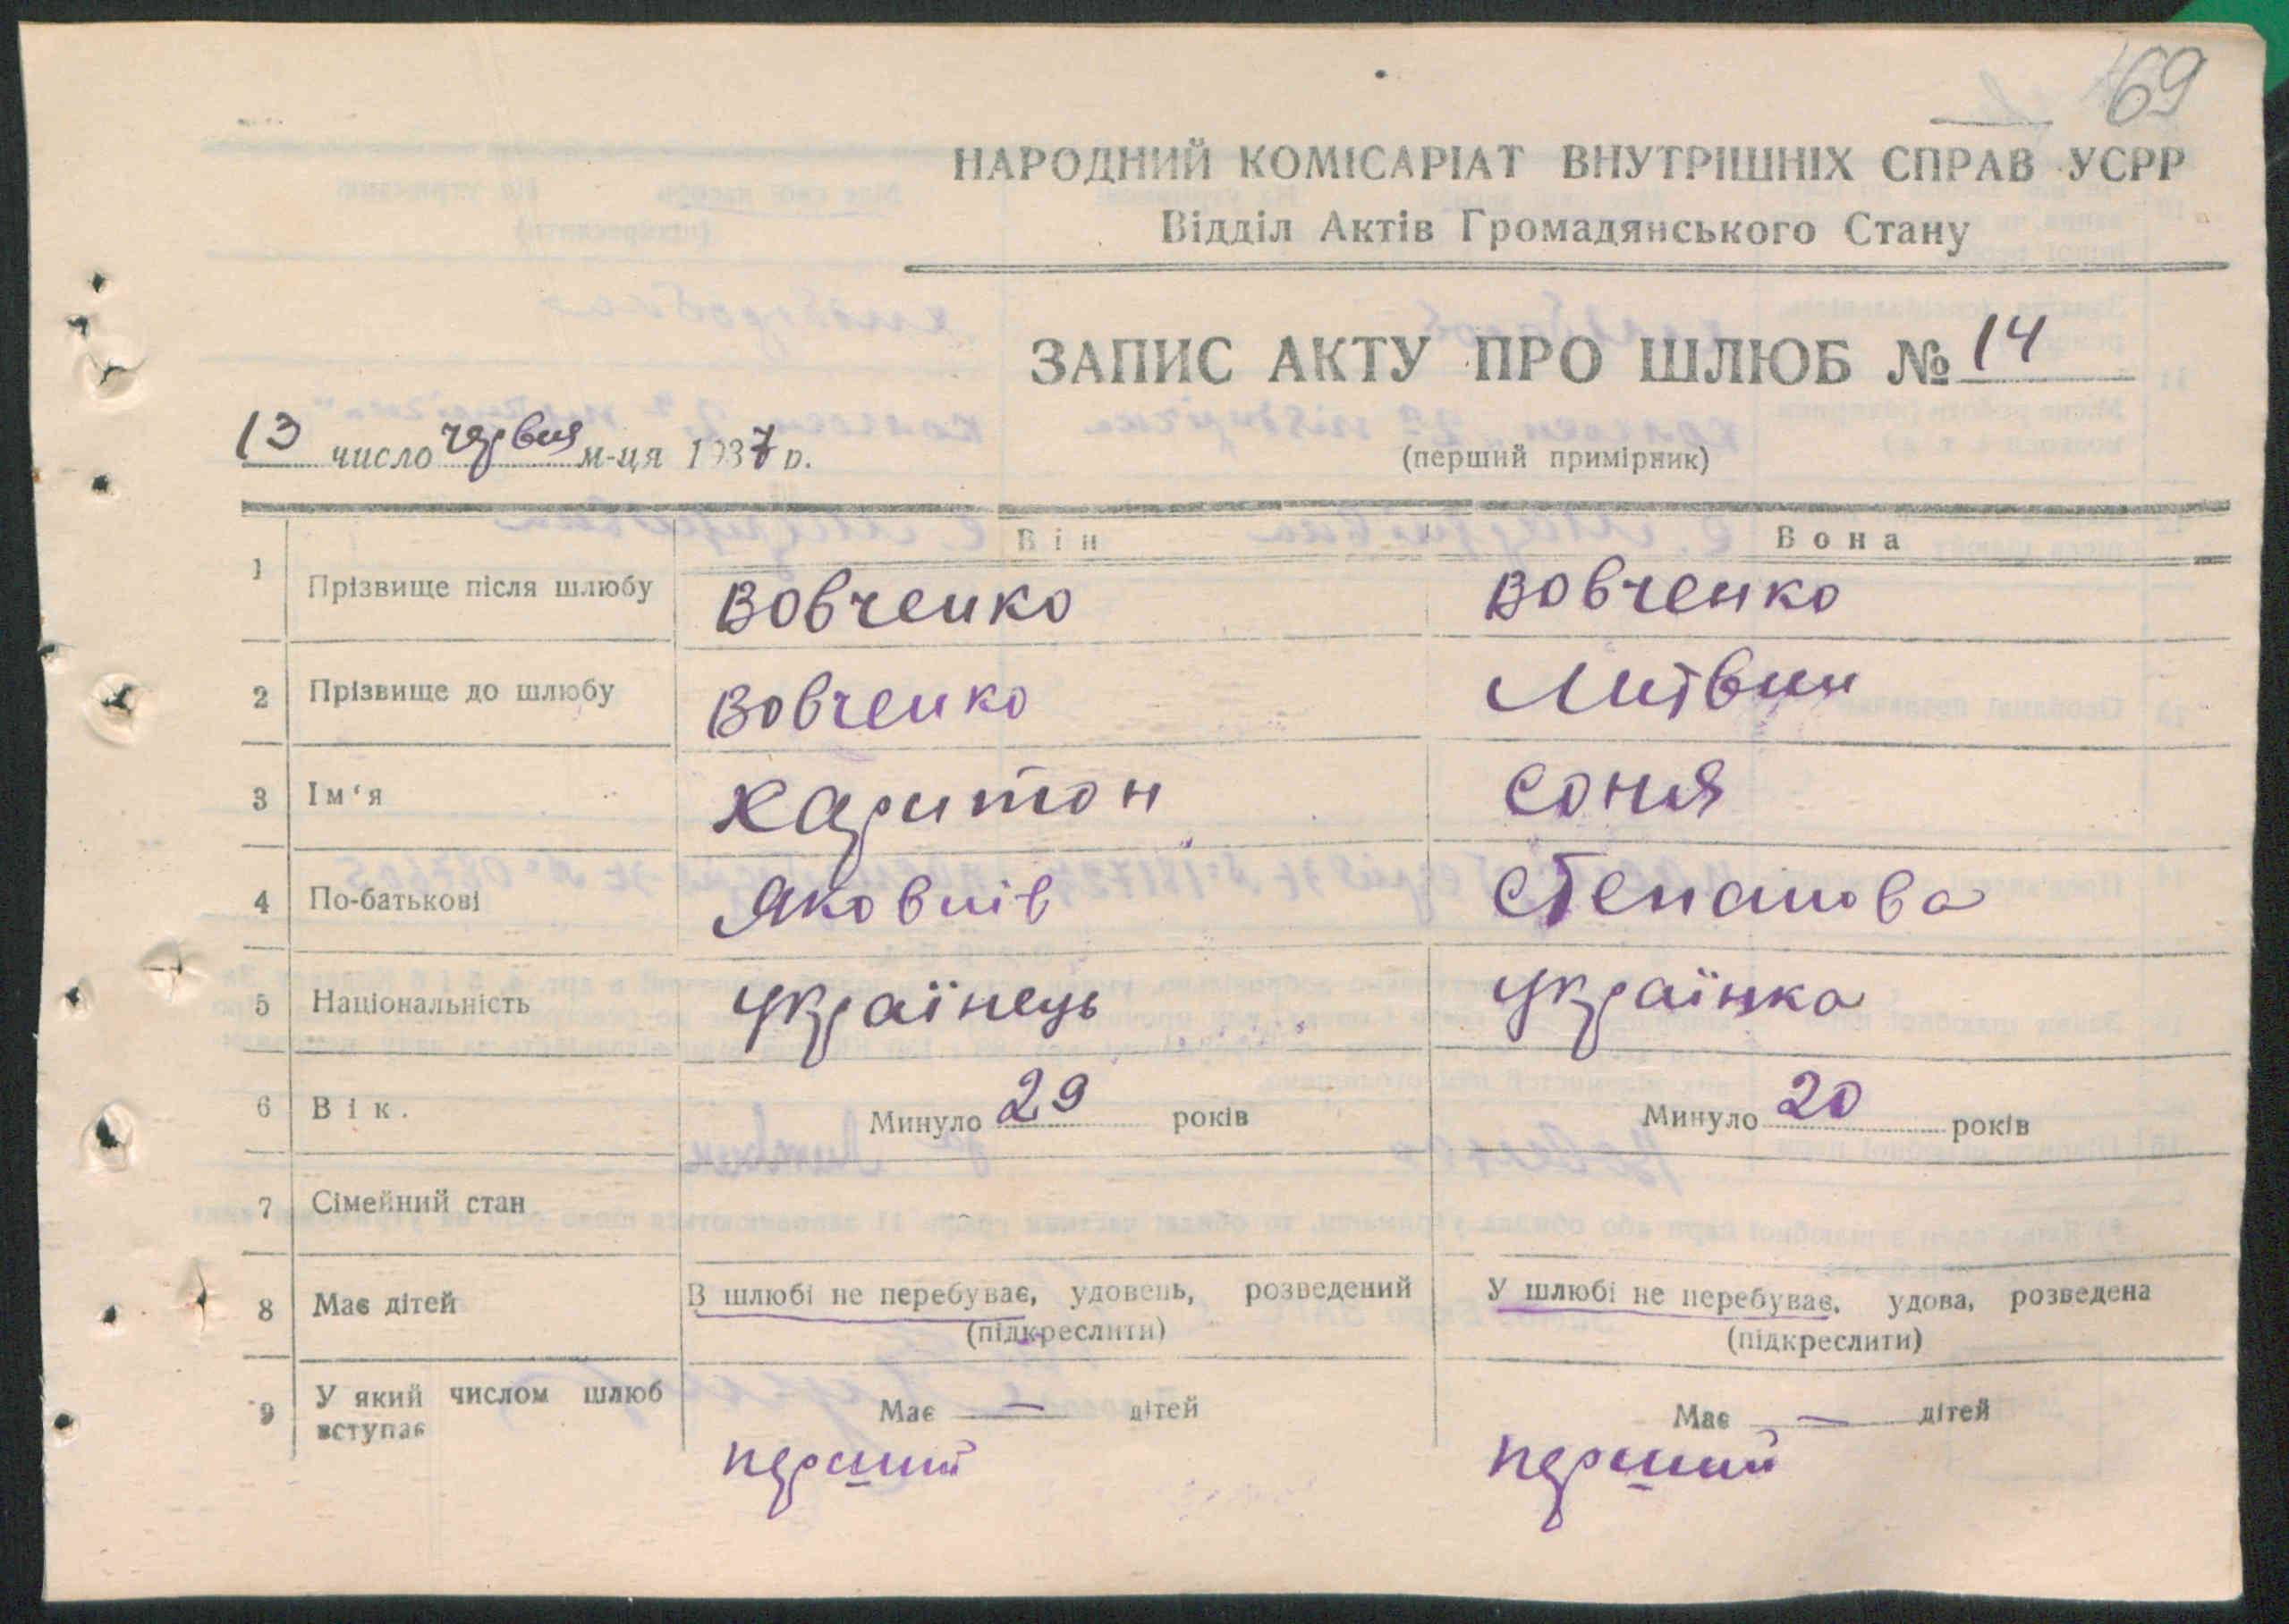 69
НАРОДНИЙ КОМІСАРІАТ ВНУТРІШНІХ СПРАВ УСРР
Відділ Актів Громадянського Стану
ЗАПИС АКТУ ПРО ШЛЮБ № 14
13 число червня м-ця 1937 р.
(перший примірник)
Він Вона
1 Прізвище після шлюбу Вовченко Вовченко
2 Прізвище до шлюбу Вовченко Литвин
3 Ім‘я Харитон Соня
4 По-батькові Яковлів Степанова
5 Національність Українець Українка
6 Вік. Минуло 29 років Минуло 20 років
7 Сімейний стан
8 Має дітей В шлюбі не перебуває, удовець, розведений У шлюбі не перебуває, удова, розведена
(підкреслити) (підкреслити)
9 У який числом шлюб вступає Має — дітей Має — дітей
перший перший